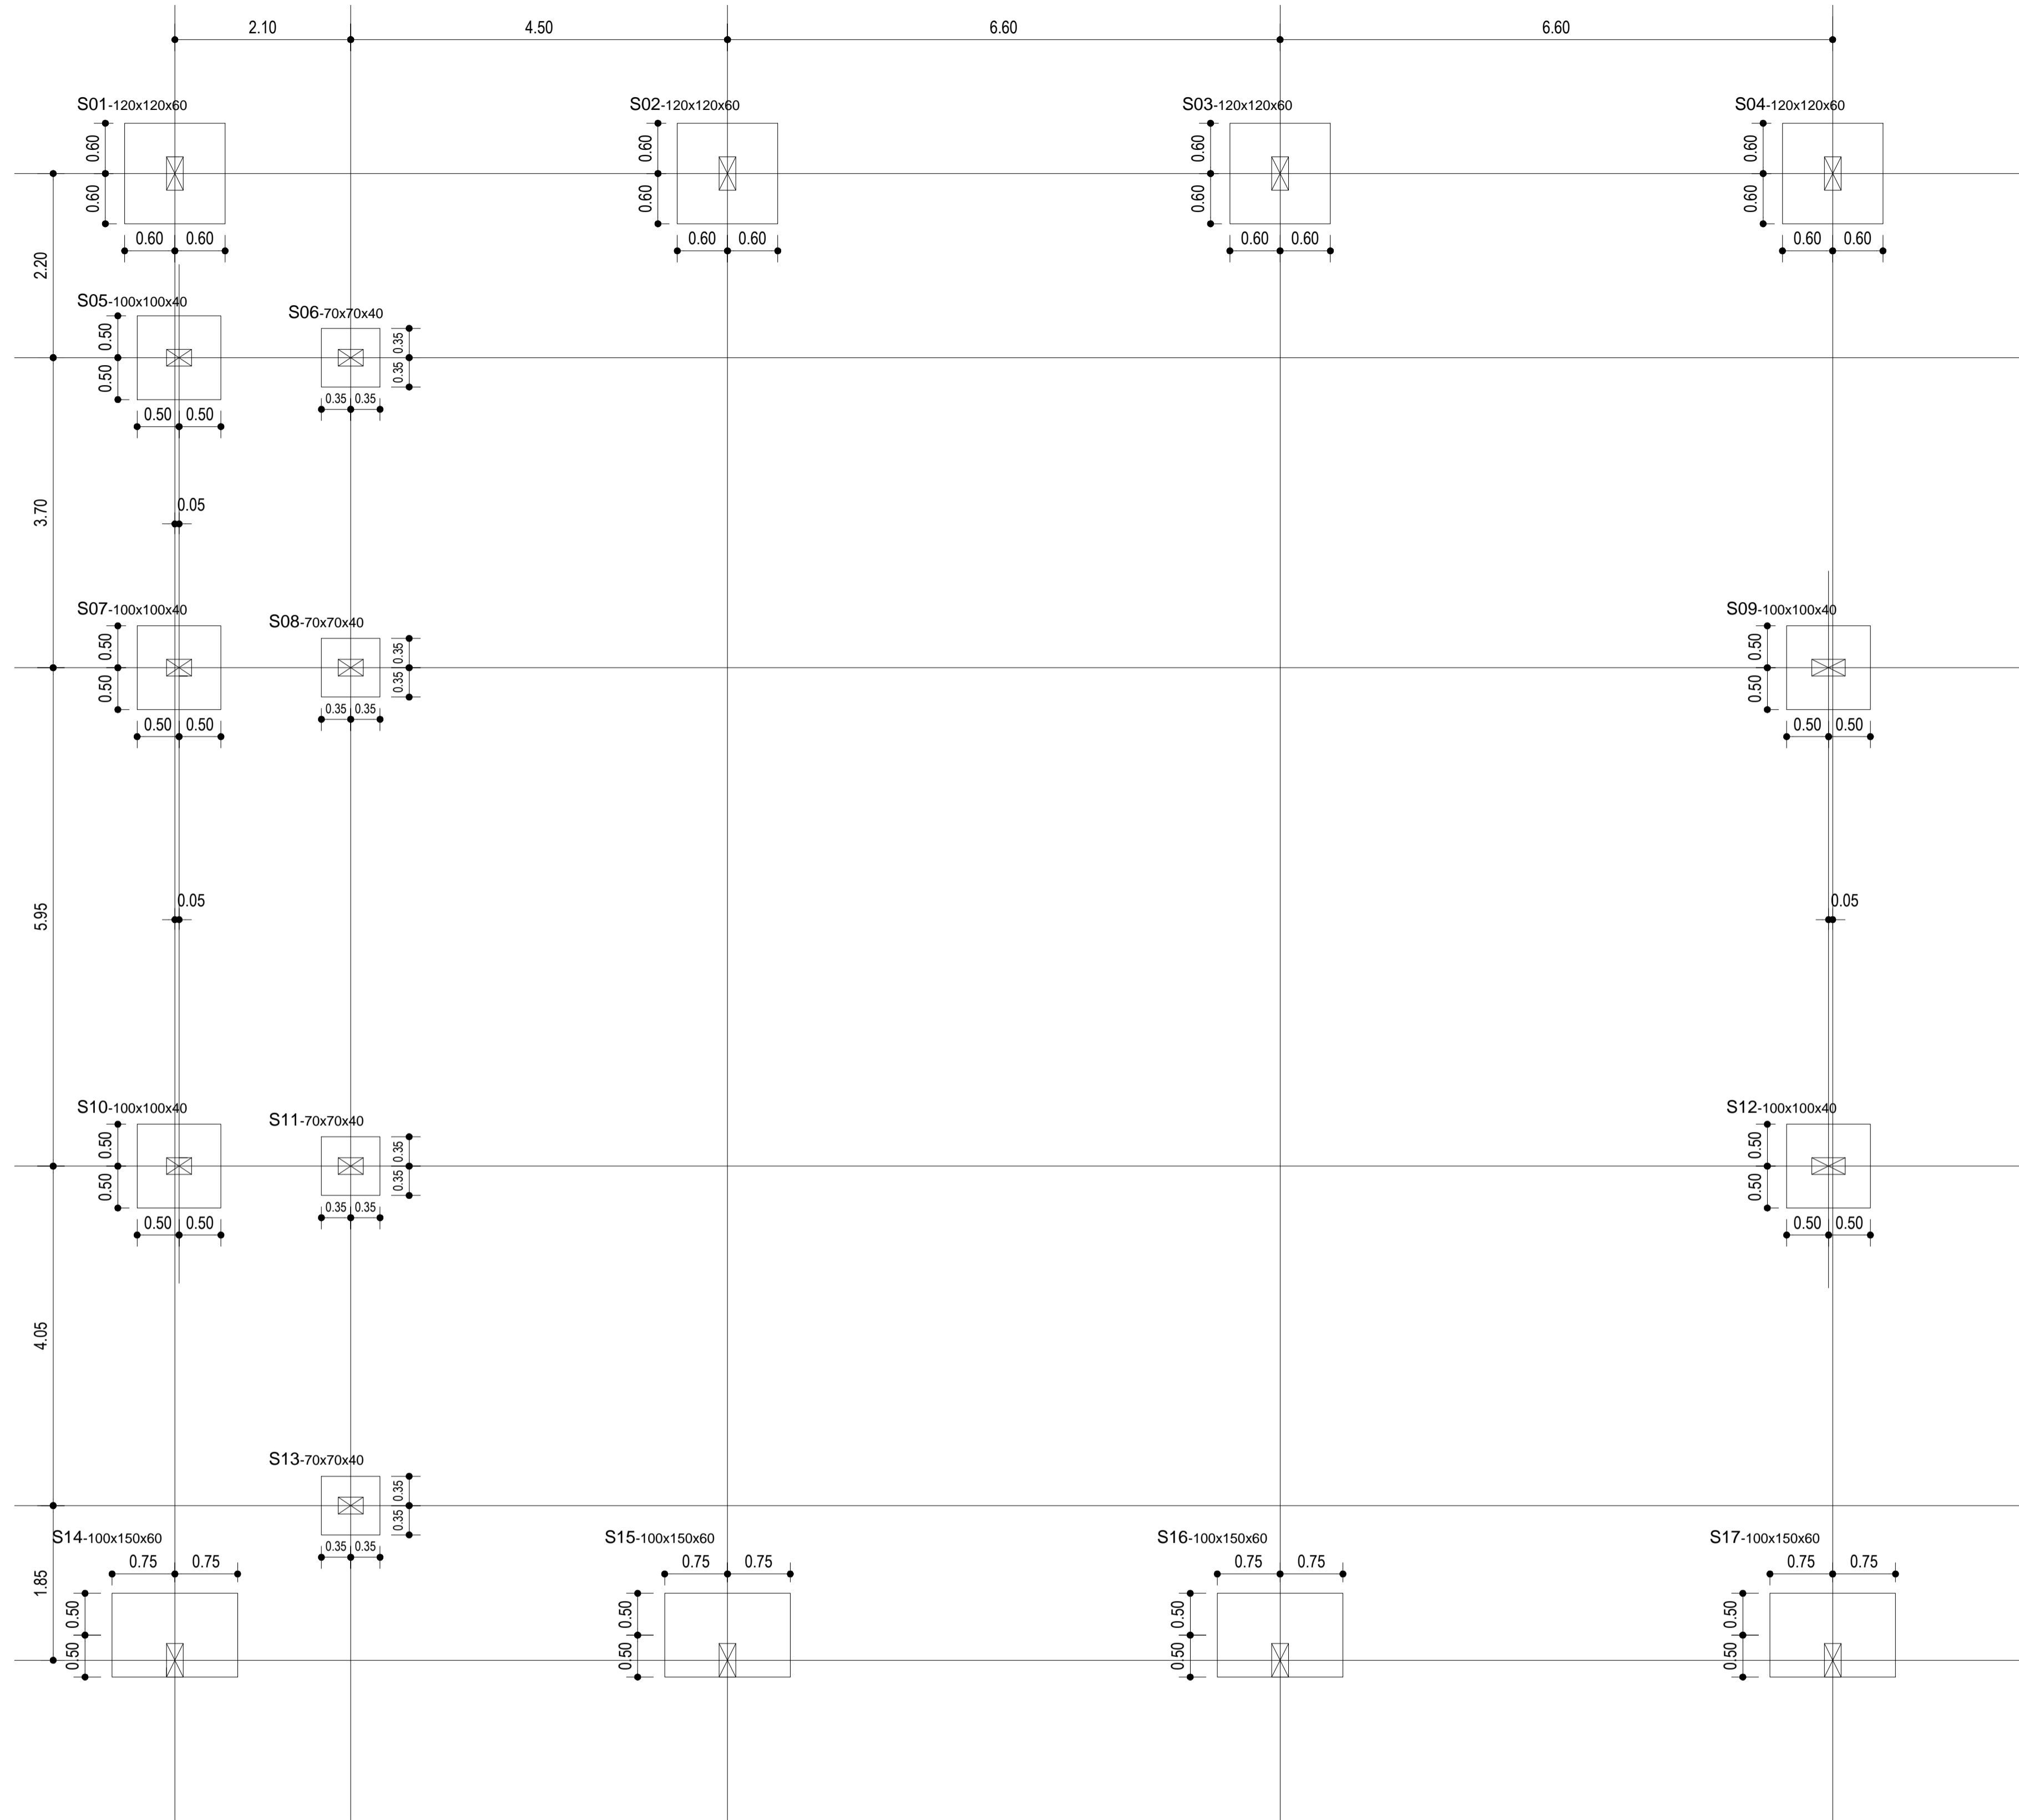 2.10 4.50 6.60 6.60
S01-120x120x60 S02-120x120x60 S03-120x120x60 S04-120x120x60
0.60 0.60 0.60 0.60
0.60 0.60 0.60 0.60
0.60 0.60 0.60 0.60 0.60 0.60 0.60 0.60
2.20
S05-100x100x40 S06-70x70x40
0.50 0.35
0.50 0.35
0.35 0.35
0.50 0.50
0.05
3.70
S07-100x100x40 S08-70x70x40 S09-100x100x40
0.50 0.35 0.50
0.50 0.35 0.50
0.35 0.35
0.50 0.50 0.50 0.50
0.05 0.05
5.95
S10-100x100x40 S11-70x70x40 S12-100x100x40
0.50 0.35 0.50
0.50 0.35 0.50
0.35 0.35
0.50 0.50 0.50 0.50
4.05
S13-70x70x40
0.35
0.35
0.35 0.35
S14-100x150x60 S15-100x150x60 S16-100x150x60 S17-100x150x60
0.75 0.75 0.75 0.75 0.75 0.75 0.75 0.75
1.85
0.50 0.50 0.50 0.50
0.50 0.50 0.50 0.50